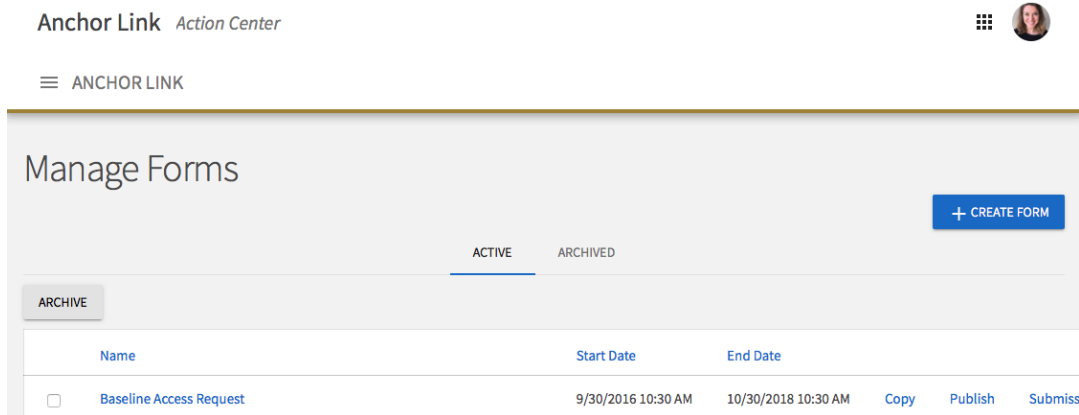 Anchor Link Action Center
ANCHOR LINK
Manage Forms
+ CREATE FORM
ACTIVE ARCHIVED
ARCHIVE
Name Start Date End Date
Baseline Access Request 9/30/2016 10:30 AM 10/30/2018 10:30 AM Copy Publish Submiss